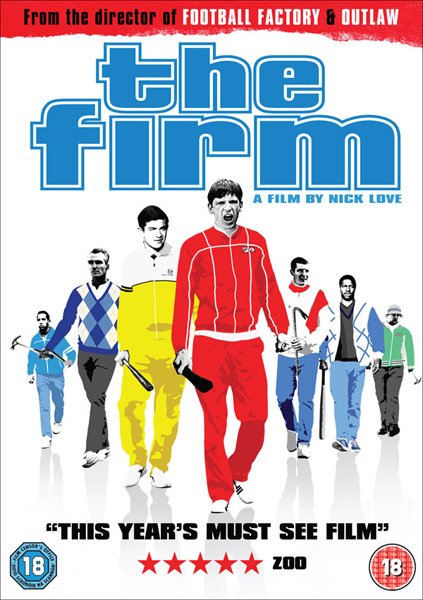 From the director of FOOTBALL FACTORY & OUTLAW
the
firm
A FILM BY NICK LOVE
"THIS YEAR'S MUST SEE FILM"
★★★★★ ZOO
18
18